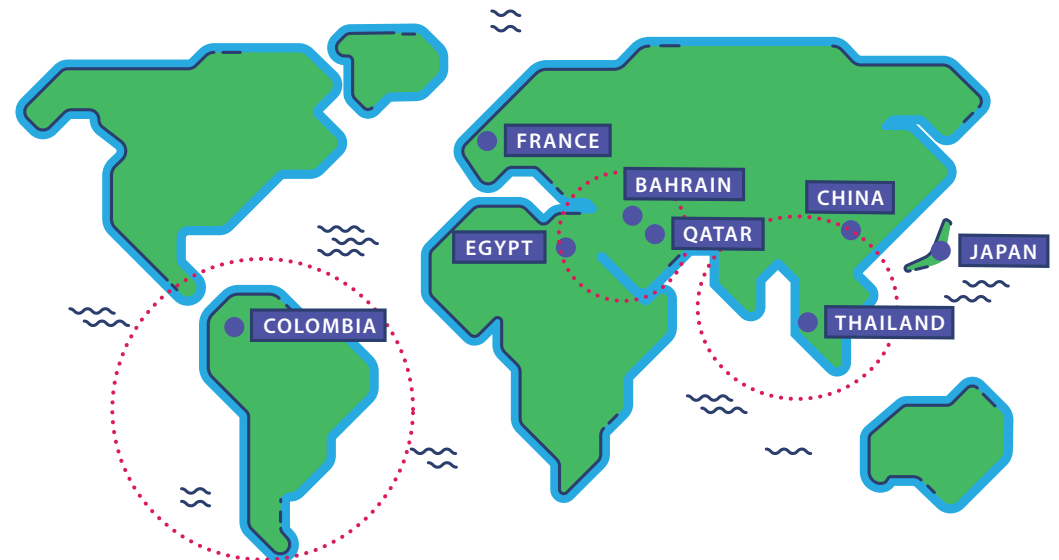 FRANCE
BAHRAIN
CHINA
QATAR
EGYPT
JAPAN
COLOMBIA
THAILAND